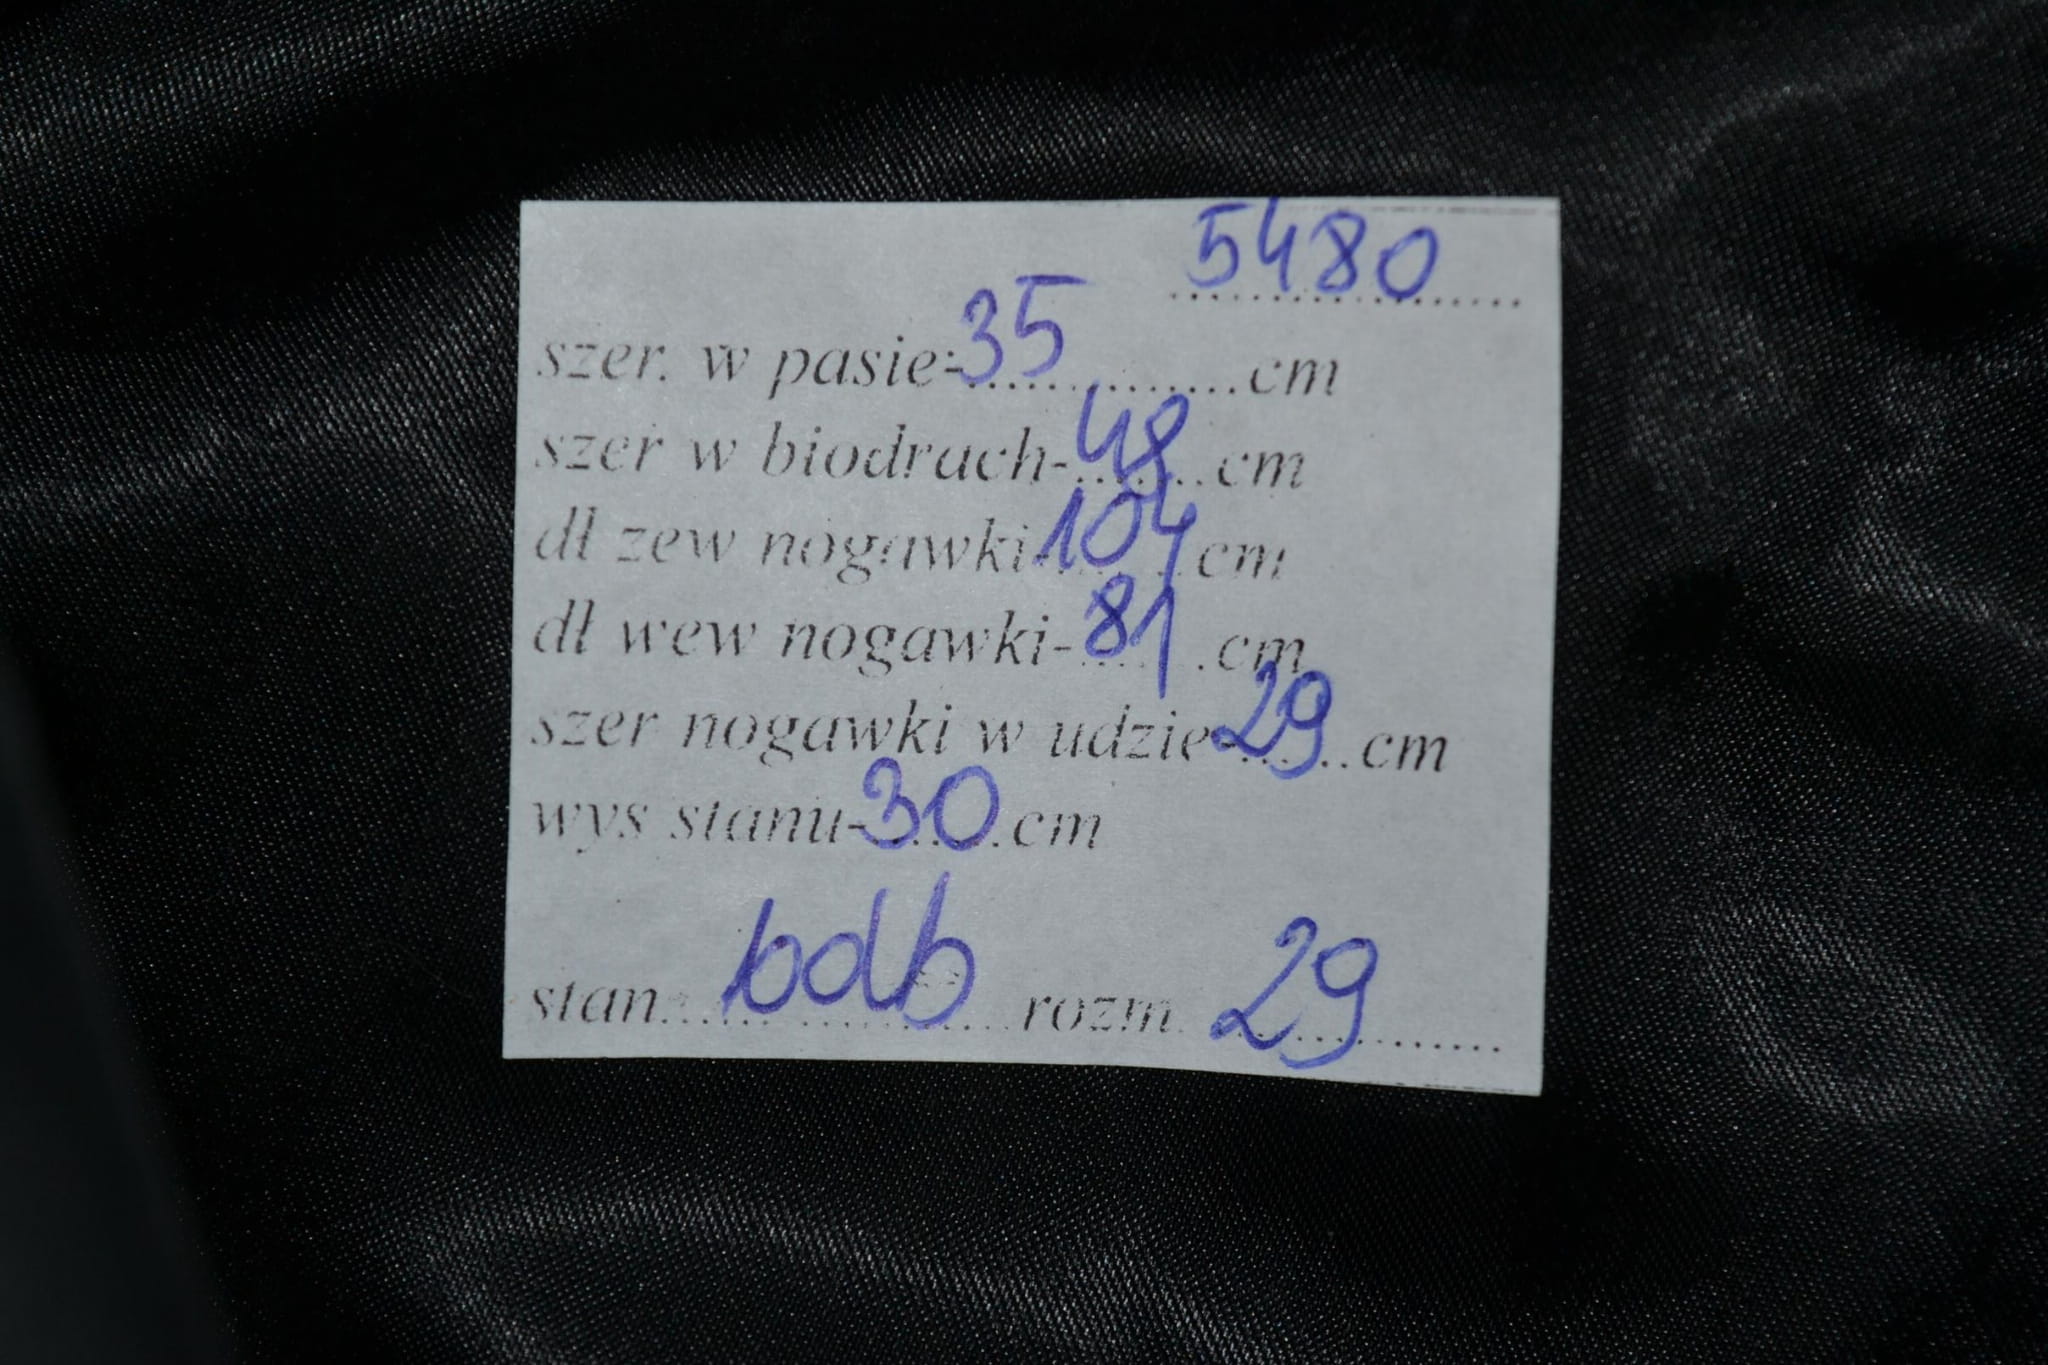 5480
szer. w pasie-35 cm
szer w biodrach-48 cm
dł zew nogawki-104 cm
dł wew nogawki-81 cm
szer nogawki w udzie-29 cm
wys stanu-30 cm
stan bdb rozm 29